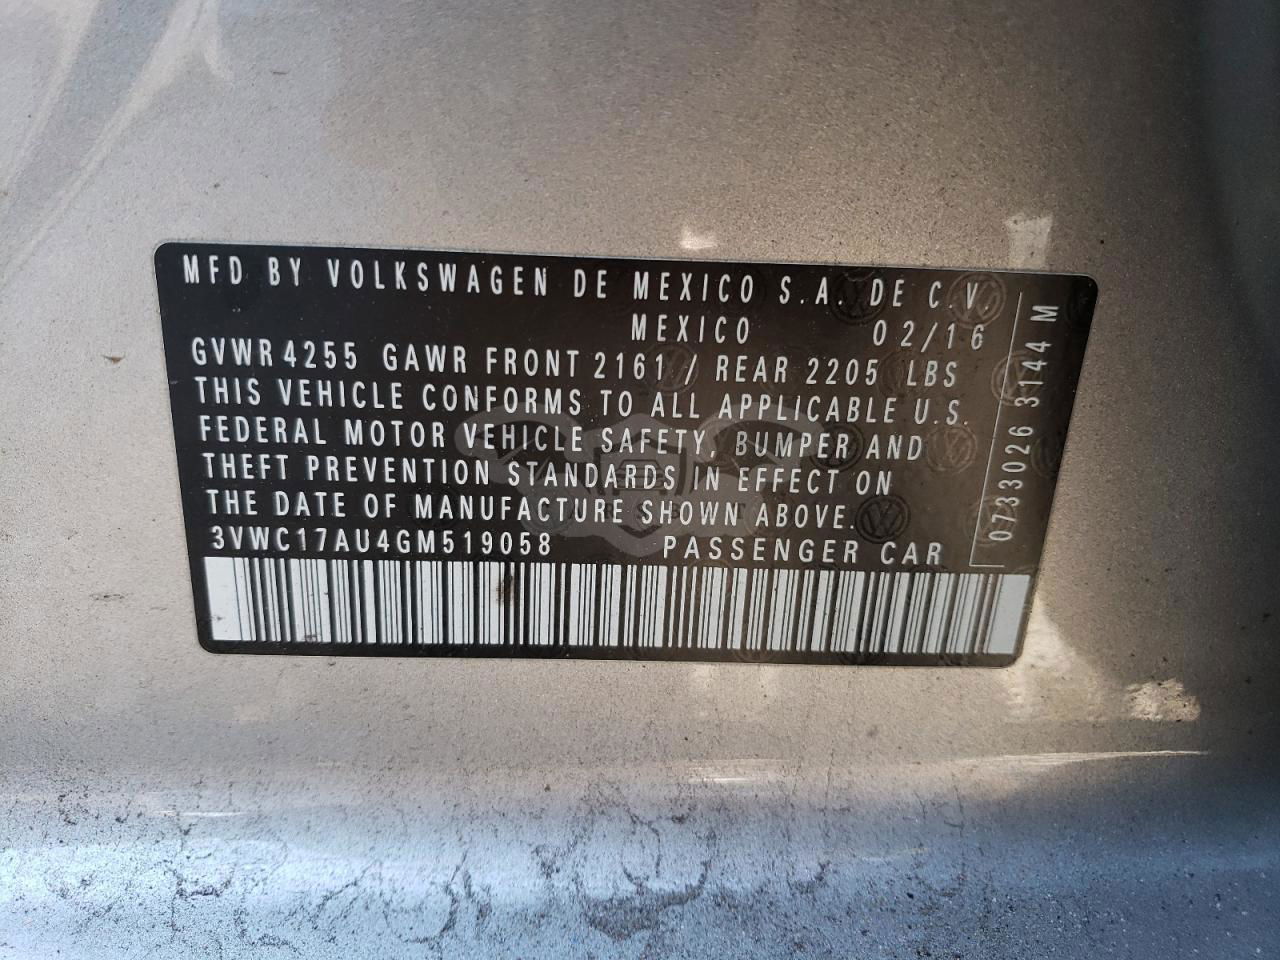 MFD BY VOLKSWAGEN DE MEXICO S.A. DE C.V.
MEXICO 02/16
GVWR 4255 GAWR FRONT 2161 / REAR 2205 LBS
THIS VEHICLE CONFORMS TO ALL APPLICABLE U.S.
FEDERAL MOTOR VEHICLE SAFETY, BUMPER AND
THEFT PREVENTION STANDARDS IN EFFECT ON
THE DATE OF MANUFACTURE SHOWN ABOVE.
3VWC17AU4GM519058 PASSENGER CAR
0733026 3144 M